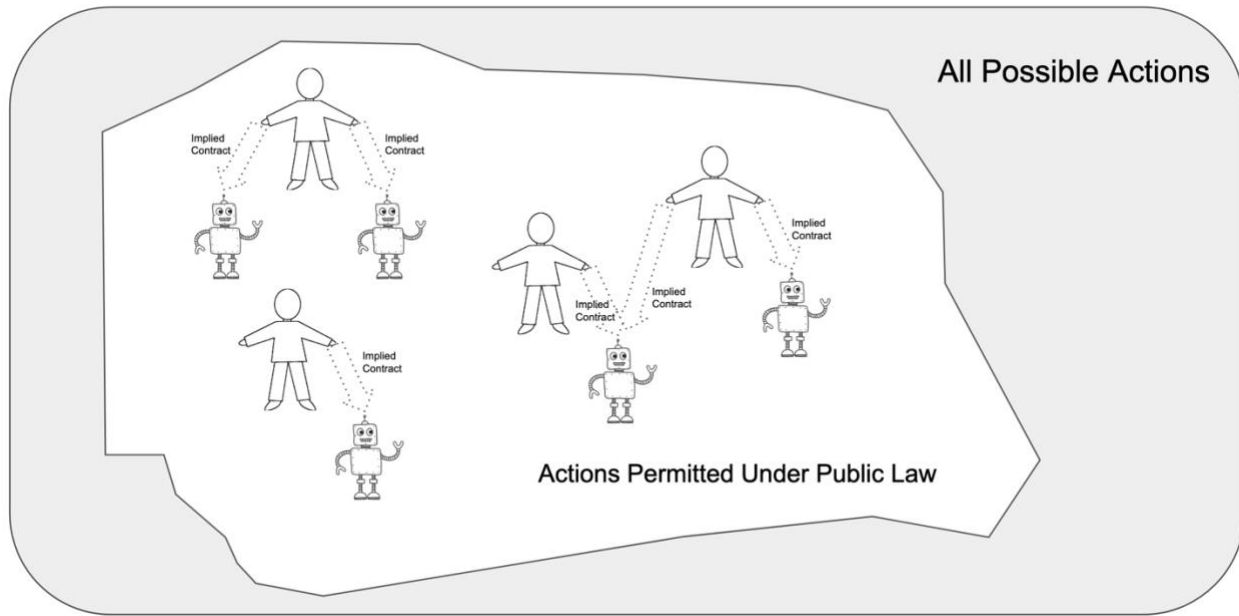 All Possible Actions
Implied
Contract
Implied
Contract
Implied
Contract
Implied
Contract
Implied
Contract
Implied
Contract
Actions Permitted Under Public Law